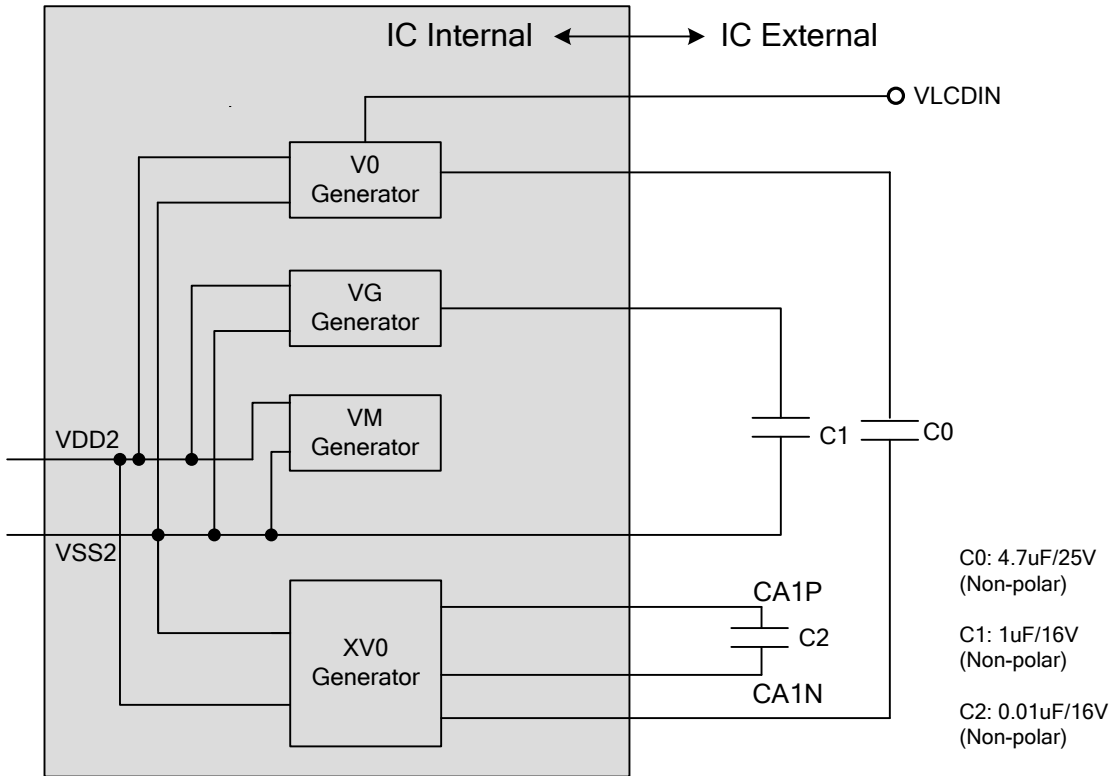 IC Internal
IC External
VLCDIN
V0
Generator
VG
Generator
VM
Generator
VDD2
C1
C0
VSS2
CA1P
XV0
Generator
C2
CA1N
C0: 4.7uF/25V
(Non-polar)
C1: 1uF/16V
(Non-polar)
C2: 0.01uF/16V
(Non-polar)